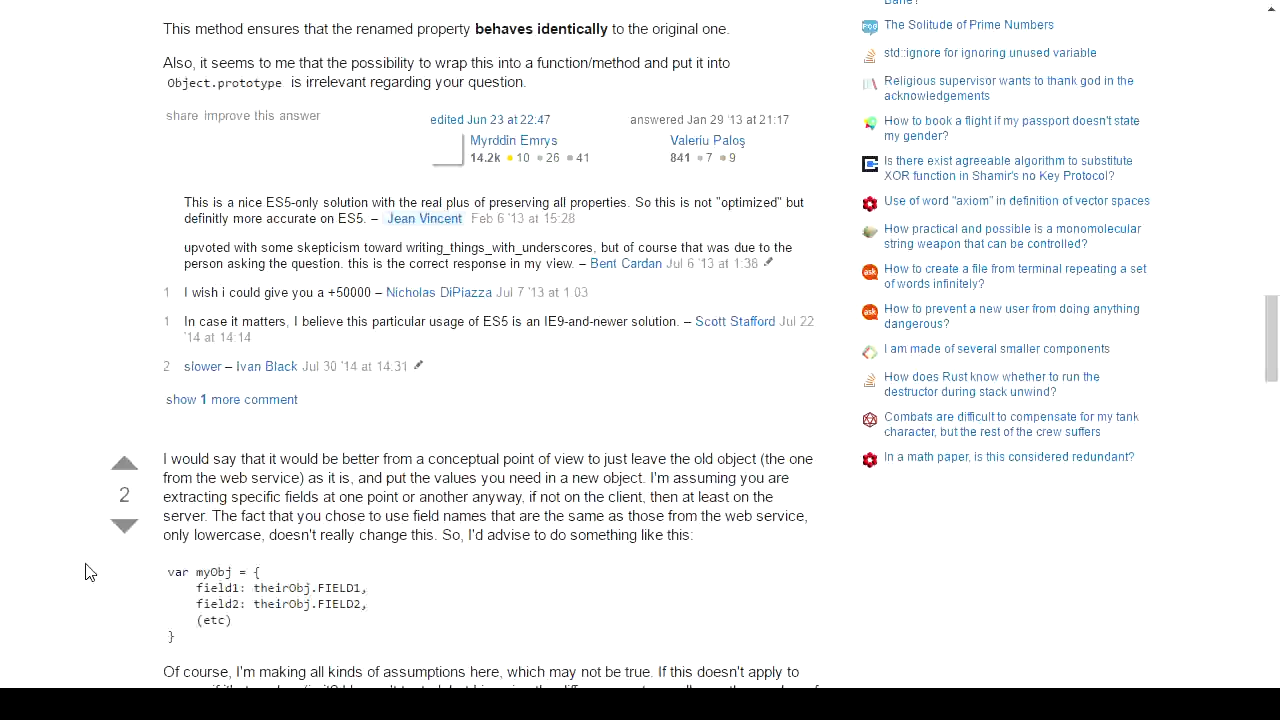 This method ensures that the renamed property behaves identically to the original one.
Also, it seems to me that the possibility to wrap this into a function/method and put it into
Object.prototype is irrelevant regarding your question.
share improve this answer
edited Jun 23 at 22:47
Myrddin Emrys
14.2k 10 26 41
answered Jan 29 '13 at 21:17
Valeriu Paloş
841 7 9
This is a nice ES5-only solution with the real plus of preserving all properties. So this is not "optimized" but
definitly more accurate on ES5. – Jean Vincent Feb 6 '13 at 15:28
upvoted with some skepticism toward writing_things_with_underscores, but of course that was due to the
person asking the question. this is the correct response in my view. – Bent Cardan Jul 6 '13 at 1:38
1 I wish i could give you a +50000 – Nicholas DiPiazza Jul 7 '13 at 1:03
1 In case it matters, I believe this particular usage of ES5 is an IE9-and-newer solution. – Scott Stafford Jul 22
'14 at 14:14
2 slower – Ivan Black Jul 30 '14 at 14:31
show 1 more comment
2
I would say that it would be better from a conceptual point of view to just leave the old object (the one
from the web service) as it is, and put the values you need in a new object. I'm assuming you are
extracting specific fields at one point or another anyway, if not on the client, then at least on the
server. The fact that you chose to use field names that are the same as those from the web service,
only lowercase, doesn't really change this. So, I'd advise to do something like this:
var myObj = {
field1: theirObj.FIELD1,
field2: theirObj.FIELD2,
(etc)
}
Of course, I'm making all kinds of assumptions here, which may not be true. If this doesn't apply to
The Solitude of Prime Numbers
std::ignore for ignoring unused variable
Religious supervisor wants to thank god in the
acknowledgements
How to book a flight if my passport doesn't state
my gender?
Is there exist agreeable algorithm to substitute
XOR function in Shamir's no Key Protocol?
Use of word "axiom" in definition of vector spaces
How practical and possible is a monomolecular
string weapon that can be controlled?
ask
How to create a file from terminal repeating a set
of words infinitely?
ask
How to prevent a new user from doing anything
dangerous?
I am made of several smaller components
How does Rust know whether to run the
destructor during stack unwind?
Combats are difficult to compensate for my tank
character, but the rest of the crew suffers
In a math paper, is this considered redundant?